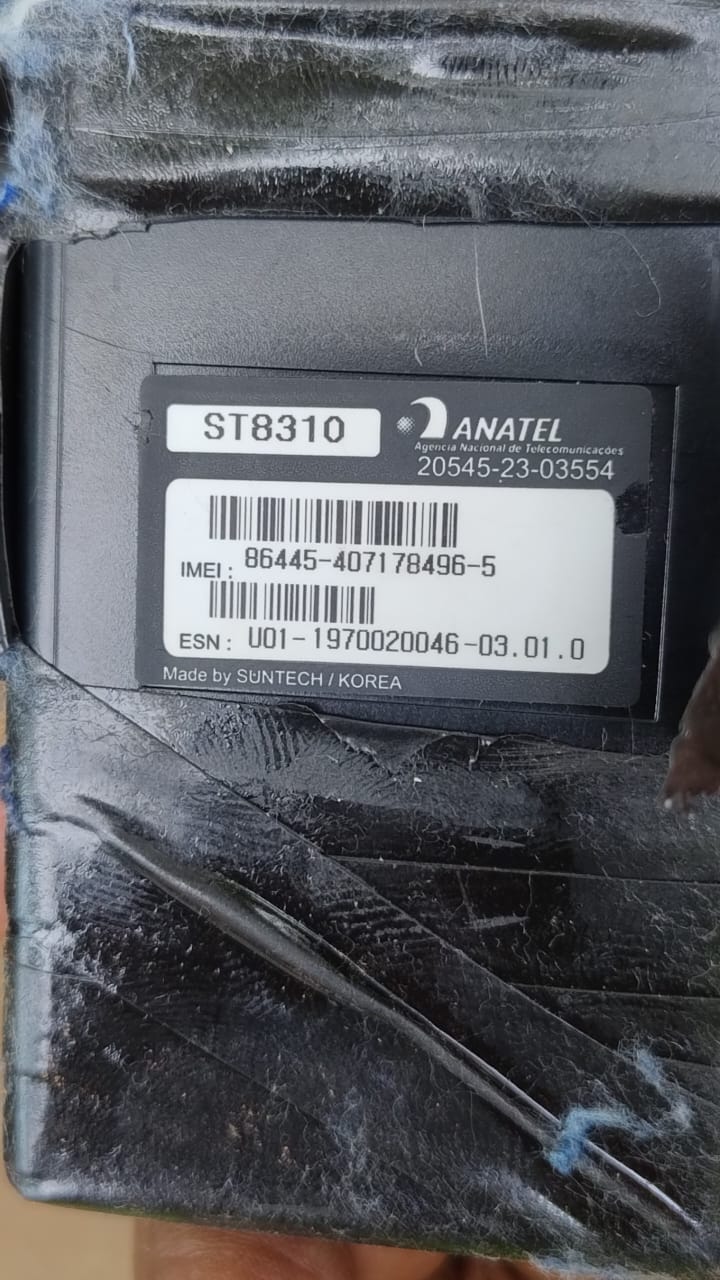 ST8310
ANATEL
Agência Nacional de Telecomunicações
20545-23-03554
IMEI: 86445-407178496-5
ESN: U01-1970020046-03.01.0
Made by SUNTECH / KOREA